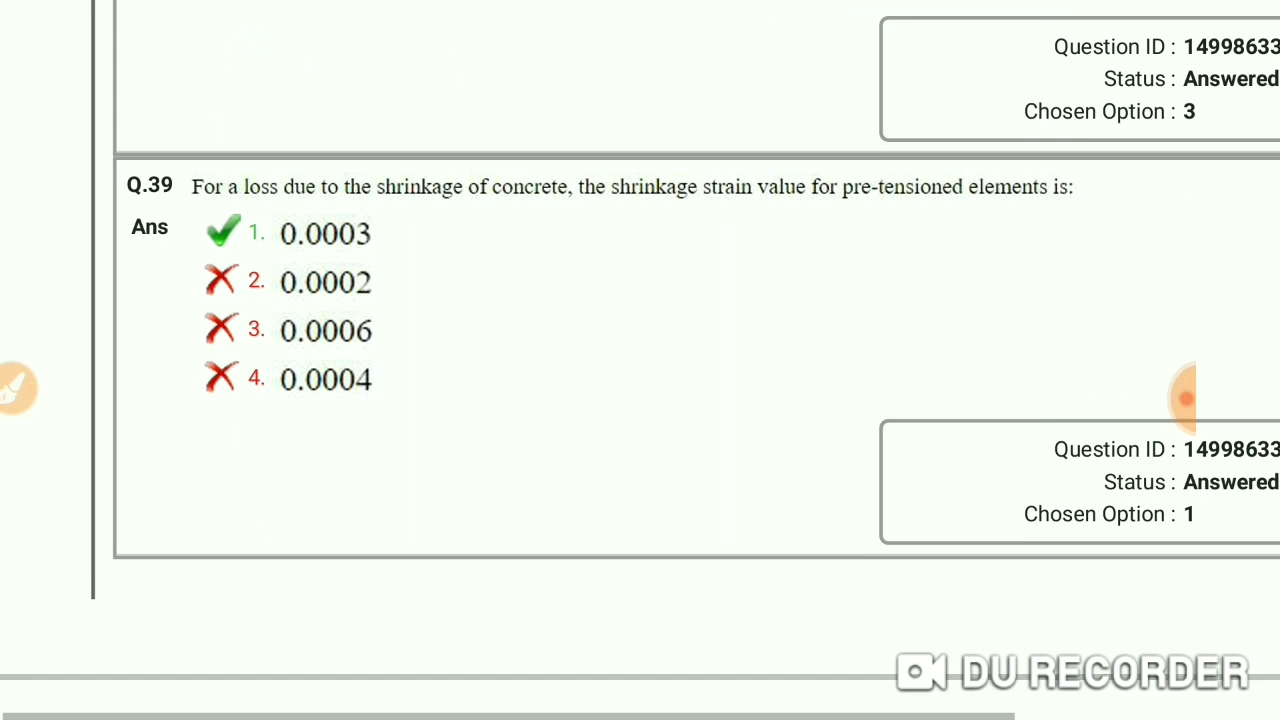 Question ID : 14998633
Status : Answered
Chosen Option : 3
Q.39 For a loss due to the shrinkage of concrete, the shrinkage strain value for pre-tensioned elements is:
Ans 1. 0.0003
2. 0.0002
3. 0.0006
4. 0.0004
Question ID : 14998633
Status : Answered
Chosen Option : 1
DU RECORDER